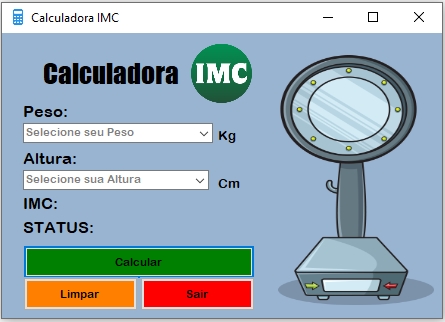 Calculadora IMC
Calculadora IMC
Peso:
Selecione seu Peso Kg
Altura:
Selecione sua Altura Cm
IMC:
STATUS:
Calcular
Limpar Sair